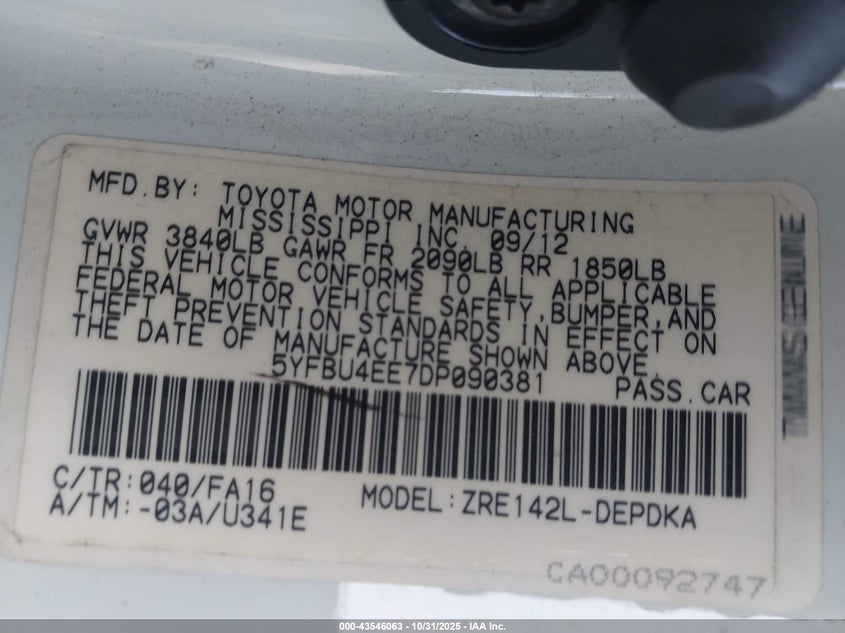 MFD.BY: TOYOTA MOTOR MANUFACTURING
MISSISSIPPI INC. 09/12
GVWR 3840LB GAWR FR 2090LB RR 1850LB
THIS VEHICLE CONFORMS TO ALL APPLICABLE
FEDERAL MOTOR VEHICLE SAFETY,BUMPER,AND
THEFT PREVENTION STANDARDS IN EFFECT ON
THE DATE OF MANUFACTURE SHOWN ABOVE.
5YFBU4EE7DP090381 PASS.CAR
C/TR:040/FA16 MODEL:ZRE142L-DEPDKA
A/TM:-03A/U341E
CA00092747
000-43546063 - 10/31/2025 - IAA Inc.